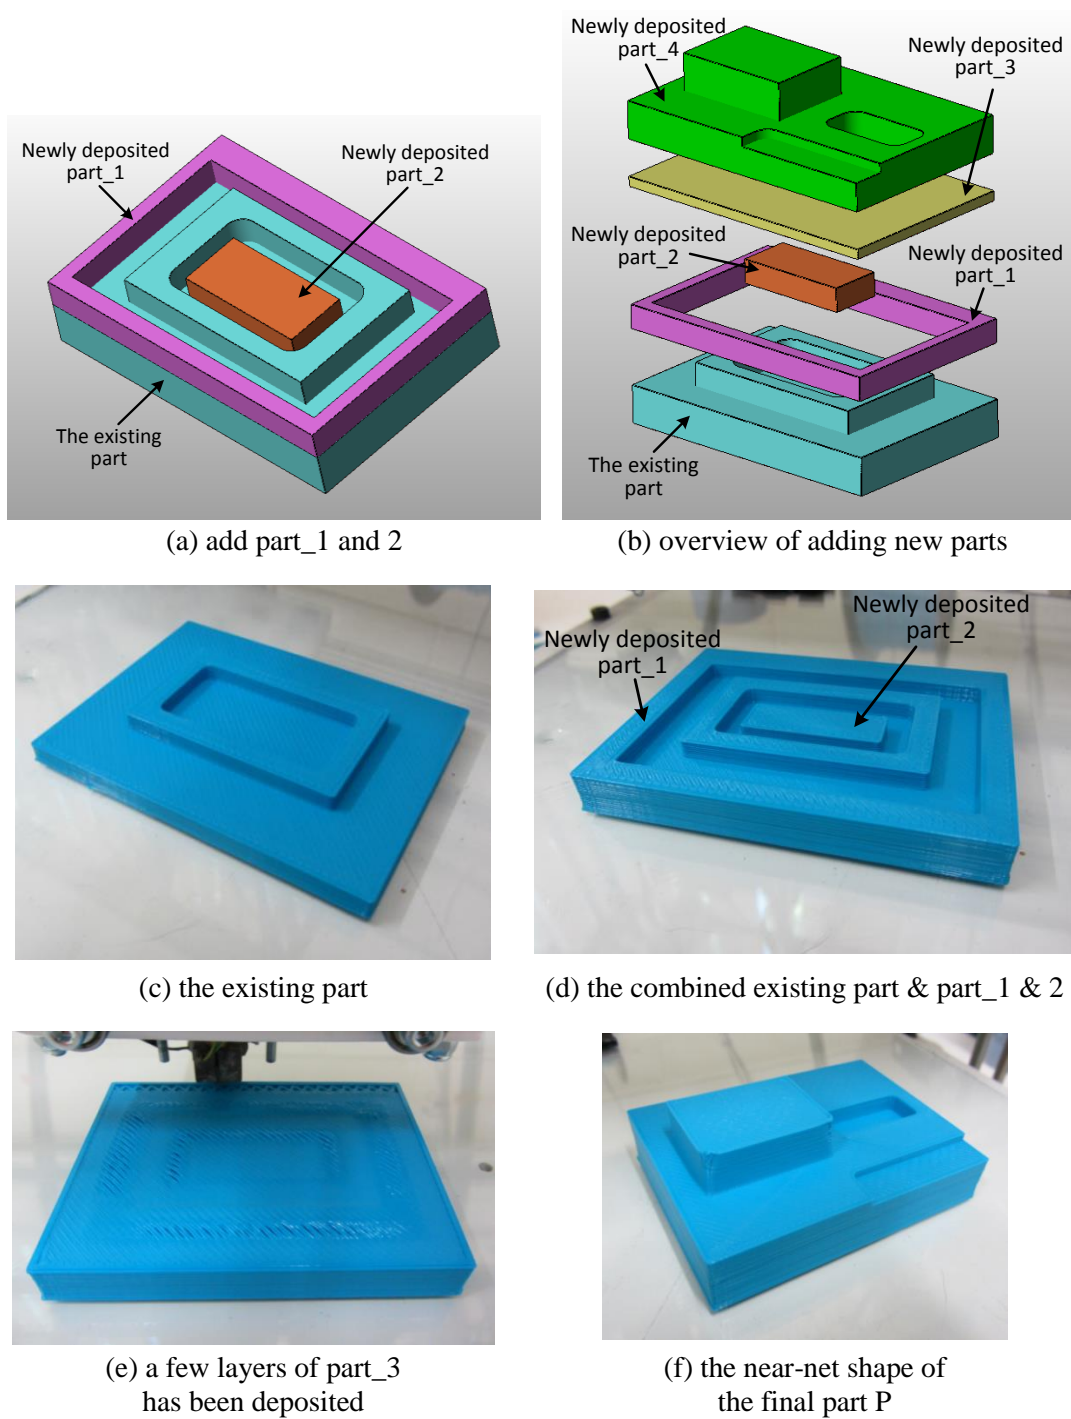 Newly deposited
part_1
Newly deposited
part_2
The existing
part
(a) add part_1 and 2
Newly deposited
part_4
Newly deposited
part_3
Newly deposited
part_2
Newly deposited
part_1
The existing
part
(b) overview of adding new parts
(c) the existing part
Newly deposited
part_1
Newly deposited
part_2
(d) the combined existing part & part_1 & 2
(e) a few layers of part_3
has been deposited
(f) the near-net shape of
the final part P